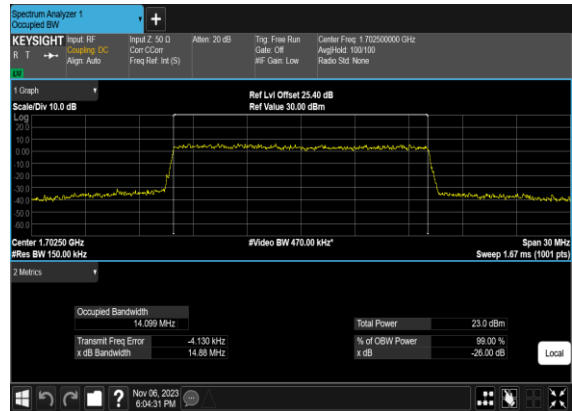 Spectrum Analyzer 1
Occupied BW
KEYSIGHT
R T
Input: RF
Coupling: DC
Align: Auto
Input Z: 50 Ω
Corr CCorr
Freq Ref: Int (S)
Atten: 20 dB
Trig: Free Run
Gate: Off
#IF Gain: Low
Center Freq: 1.702500000 GHz
Avg|Hold: 100/100
Radio Std: None
1 Graph
Scale/Div 10.0 dB
Ref Lvl Offset 25.40 dB
Ref Value 30.00 dBm
Log
20.0
10.0
0.00
-10.0
-20.0
-30.0
-40.0
-50.0
-60.0
Center 1.70250 GHz
#Res BW 150.00 kHz
#Video BW 470.00 kHz*
Span 30 MHz
Sweep 1.67 ms (1001 pts)
2 Metrics
Occupied Bandwidth
14.099 MHz
Total Power 23.0 dBm
Transmit Freq Error -4.130 kHz
% of OBW Power 99.00 %
x dB Bandwidth 14.88 MHz
x dB -26.00 dB
Local
?
Nov 06, 2023
6:04:31 PM